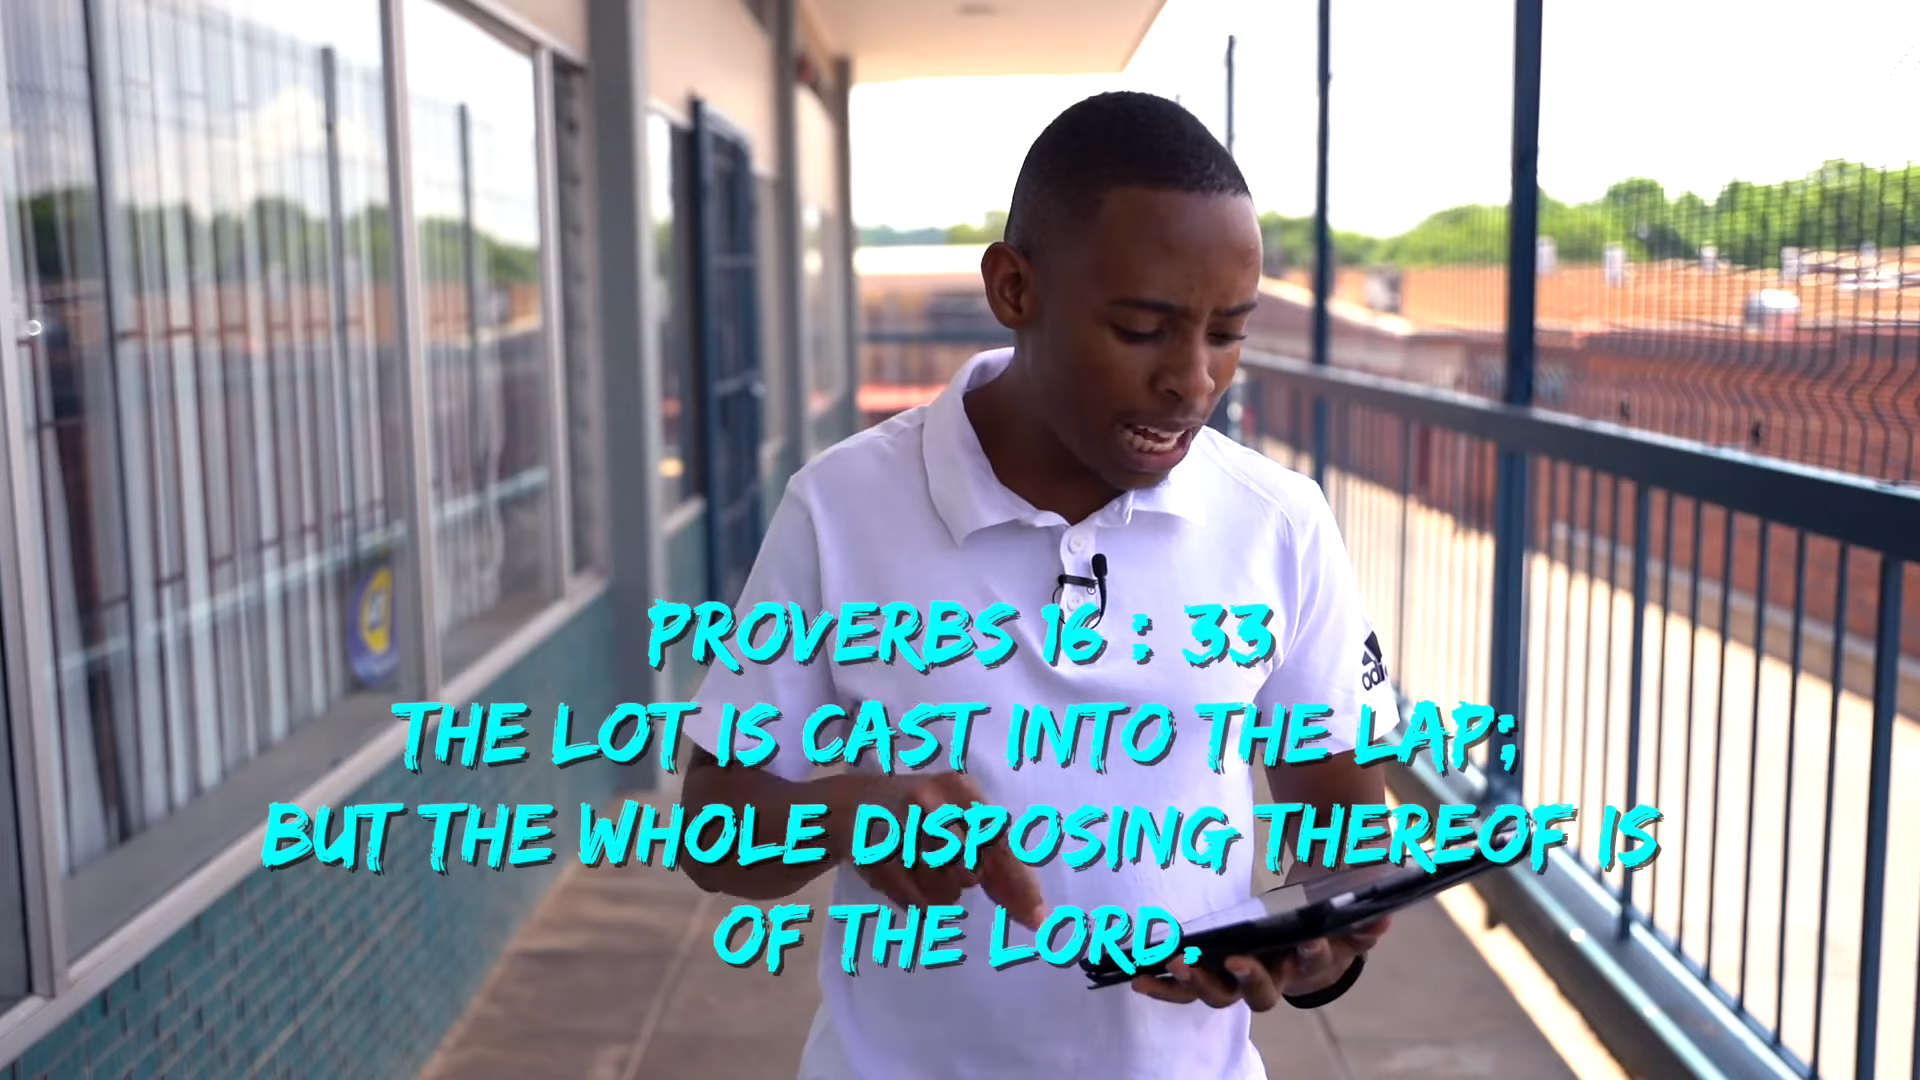 PROVERBS 16 : 33
THE LOT IS CAST INTO THE LAP;
BUT THE WHOLE DISPOSING THEREOF IS
OF THE LORD.
adi